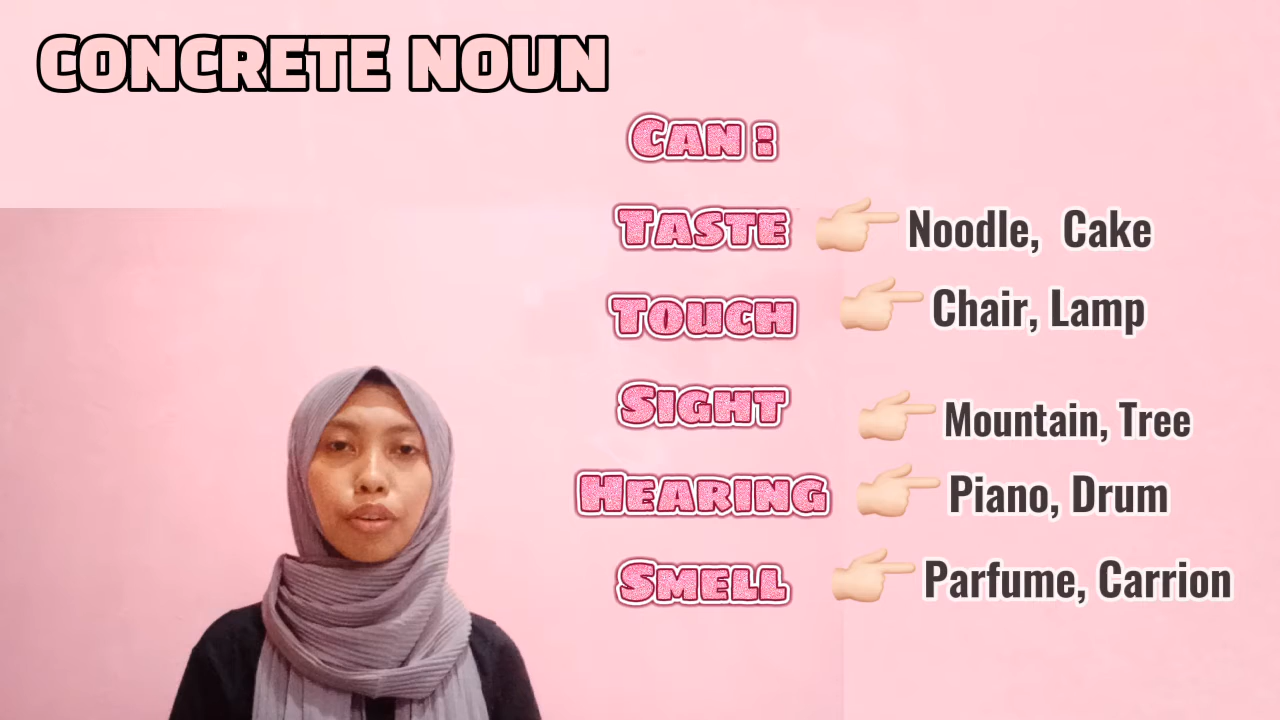 CONCRETE NOUN
CAN :
TASTE Noodle, Cake
TOUCH Chair, Lamp
SIGHT Mountain, Tree
HEARING Piano, Drum
SMELL Parfume, Carrion